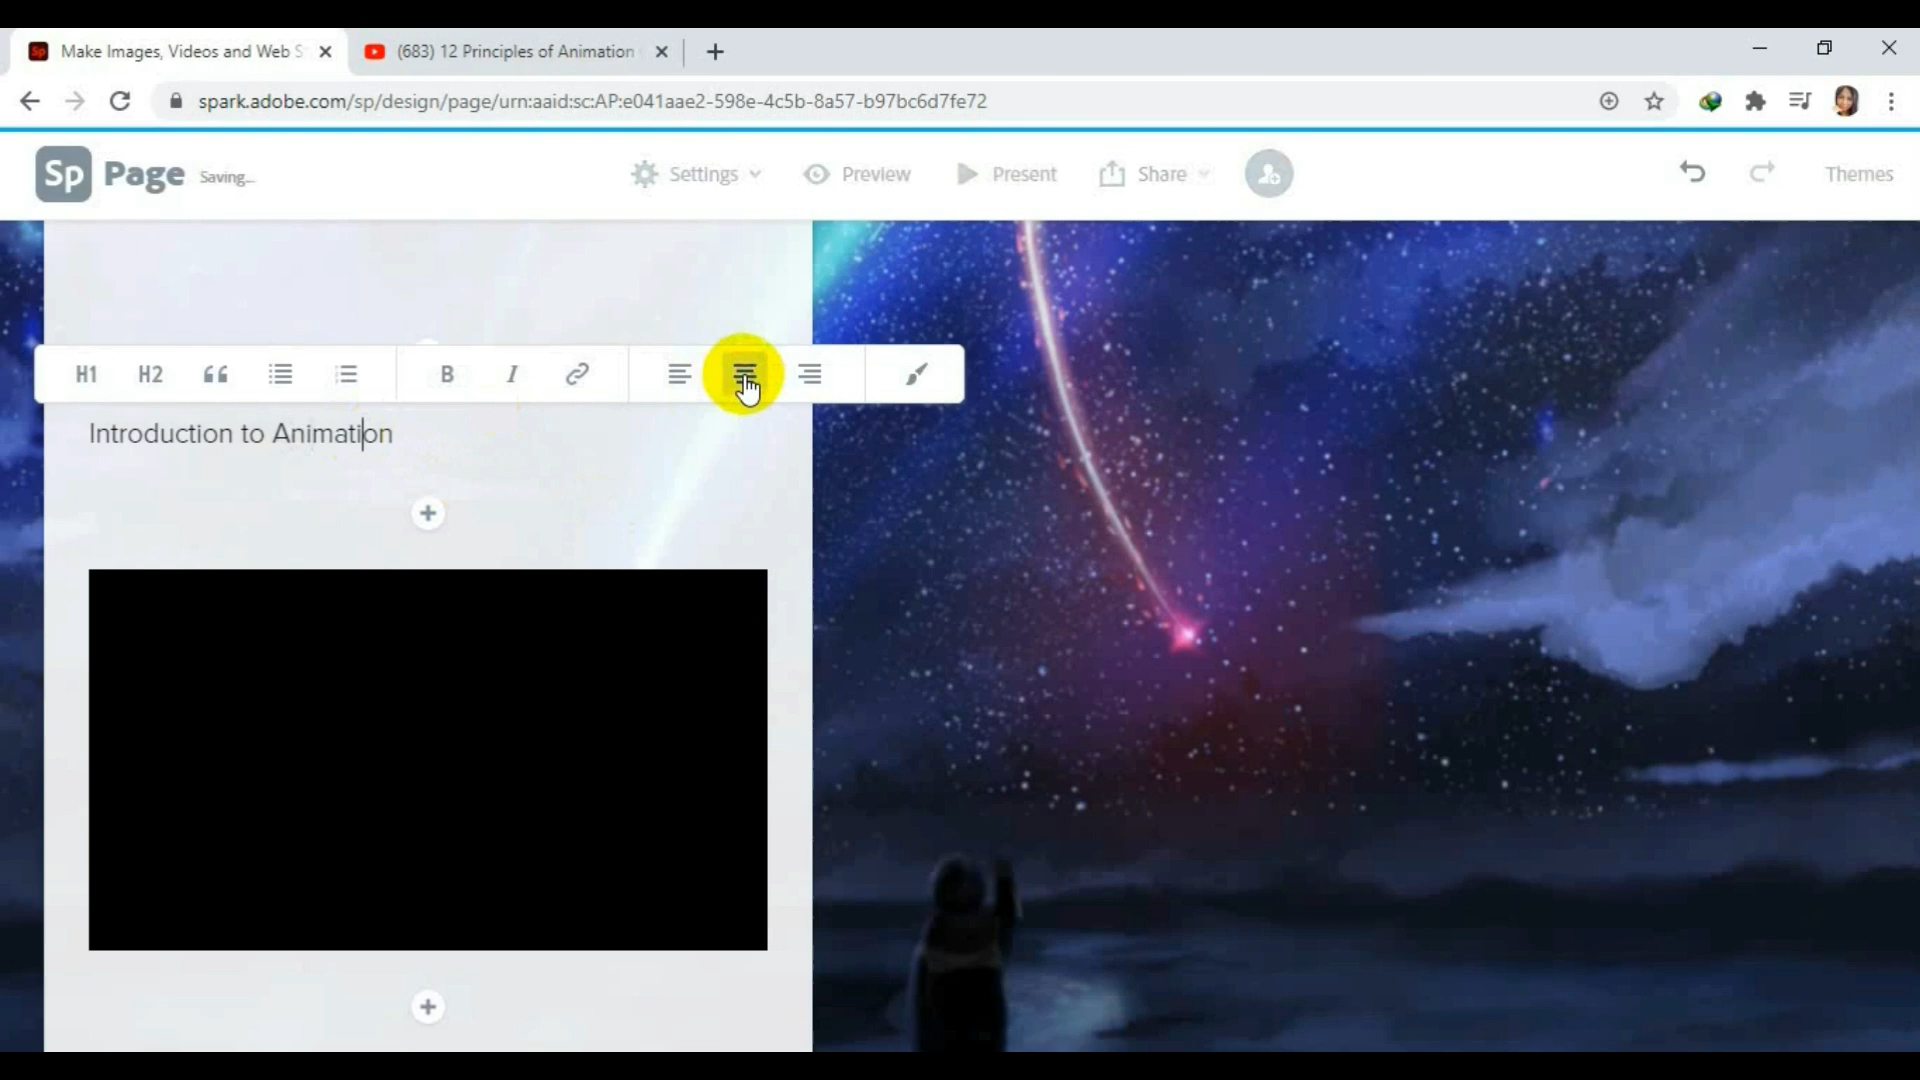 Make Images, Videos and Web S
(683) 12 Principles of Animation
spark.adobe.com/sp/design/page/urn:aaid:sc:AP:e041aae2-598e-4c5b-8a57-b97bc6d7fe72
Sp Page Saving... Settings Preview Present Share Themes
H1 H2 B I
Introduction to Animation